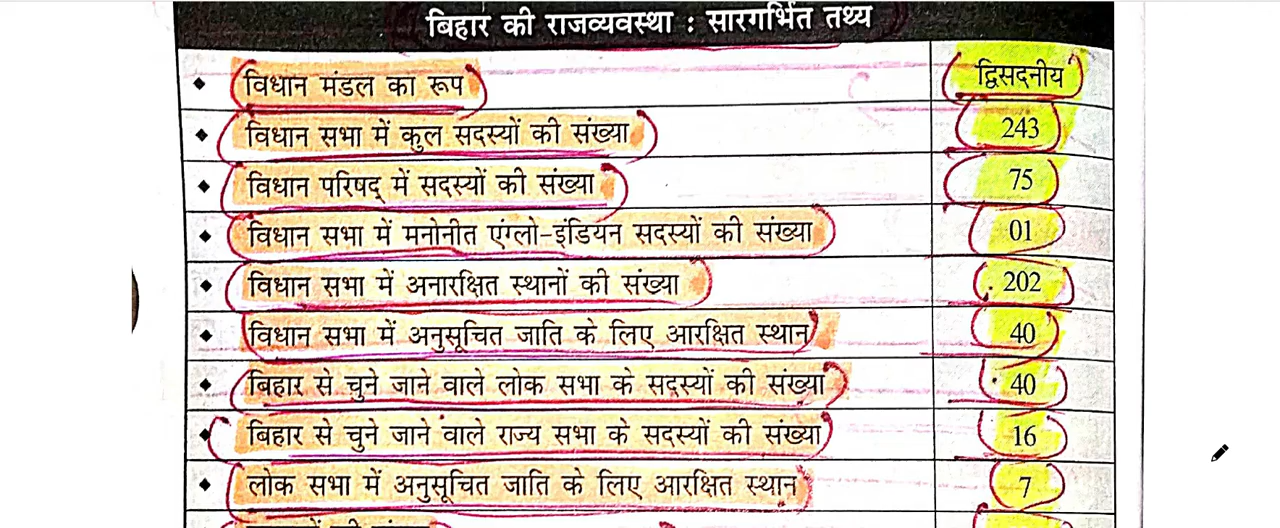 बिहार की राजव्यवस्था : सारगर्भित तथ्य
◆ विधान मंडल का रूप द्विसदनीय
◆ विधान सभा में कुल सदस्यों की संख्या 243
◆ विधान परिषद् में सदस्यों की संख्या 75
◆ विधान सभा में मनोनीत एंग्लो-इंडियन सदस्यों की संख्या 01
◆ विधान सभा में अनारक्षित स्थानों की संख्या 202
◆ विधान सभा में अनुसूचित जाति के लिए आरक्षित स्थान 40
◆ बिहार से चुने जाने वाले लोक सभा के सदस्यों की संख्या 40
◆ बिहार से चुने जाने वाले राज्य सभा के सदस्यों की संख्या 16
◆ लोक सभा में अनुसूचित जाति के लिए आरक्षित स्थान 7